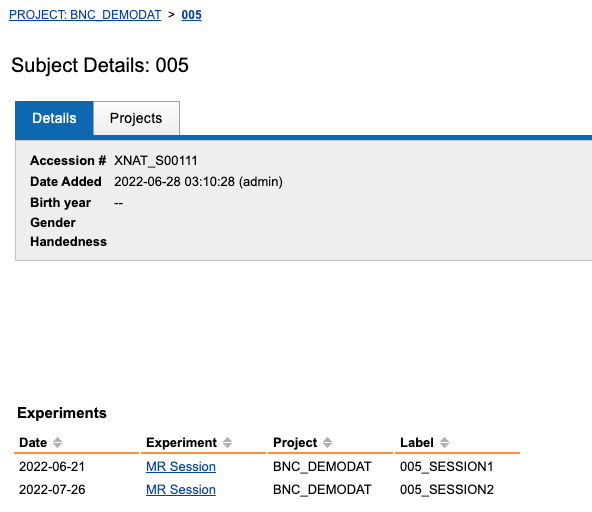 PROJECT: BNC_DEMODAT > 005
Subject Details: 005
Details Projects
Accession # XNAT_S00111
Date Added 2022-06-28 03:10:28 (admin)
Birth year --
Gender
Handedness
Experiments
Date Experiment Project Label
2022-06-21 MR Session BNC_DEMODAT 005_SESSION1
2022-07-26 MR Session BNC_DEMODAT 005_SESSION2